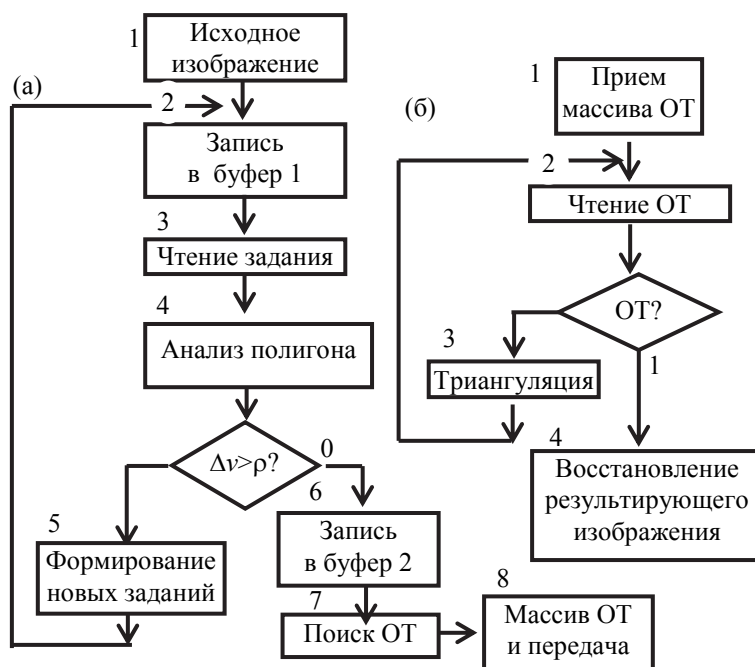 (а)
1
Исходное
изображение
2
Запись
в буфер 1
3
Чтение задания
4
Анализ полигона
Δv>ρ?
0
5
Формирование
новых заданий
6
Запись
в буфер 2
7
Поиск ОТ
8
Массив ОТ
и передача
(б)
1
Прием
массива ОТ
2
Чтение ОТ
ОТ?
3
Триангуляция
1
4
Восстановление
результирующего
изображения